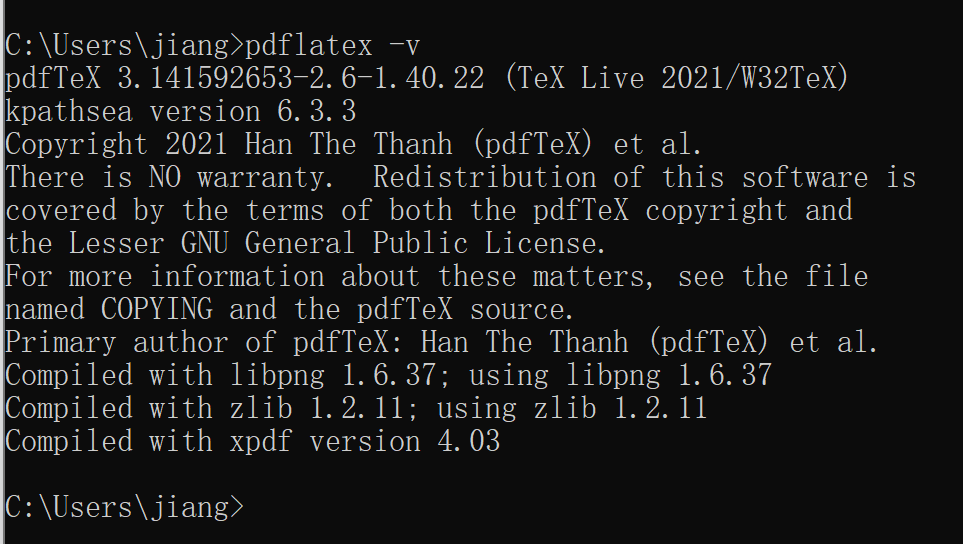 C:\Users\jiang>pdflatex -v
pdfTeX 3.141592653-2.6-1.40.22 (TeX Live 2021/W32TeX)
kpathsea version 6.3.3
Copyright 2021 Han The Thanh (pdfTeX) et al.
There is NO warranty.  Redistribution of this software is
covered by the terms of both the pdfTeX copyright and
the Lesser GNU General Public License.
For more information about these matters, see the file
named COPYING and the pdfTeX source.
Primary author of pdfTeX: Han The Thanh (pdfTeX) et al.
Compiled with libpng 1.6.37; using libpng 1.6.37
Compiled with zlib 1.2.11; using zlib 1.2.11
Compiled with xpdf version 4.03
C:\Users\jiang>